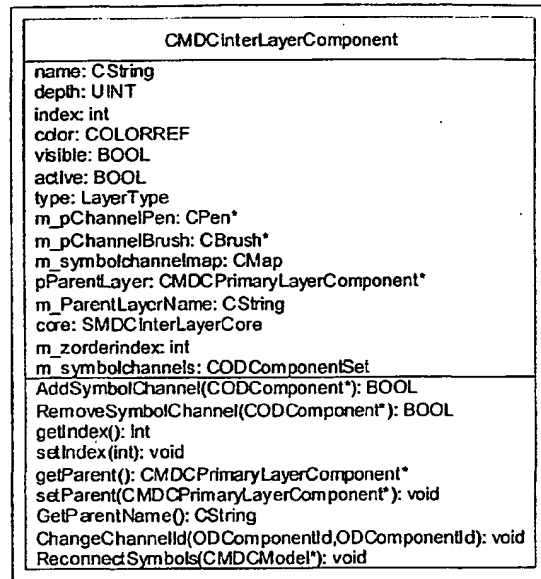 CMDCInterLayerComponent
name: CString
depth: UINT
index: int
color: COLORREF
visible: BOOL
active: BOOL
type: LayerType
m_pChannelPen: CPen*
m_pChannelBrush: CBrush*
m_symbolchannelmap: CMap
pParentLayer: CMDCPrimaryLayerComponent*
m_ParentLayerName: CString
core: SMDCInterLayerCore
m_zorderindex: int
m_symbolchannels: CODComponentSet
AddSymbolChannel(CODComponent*): BOOL
RemoveSymbolChannel(CODComponent*): BOOL
getIndex(): int
setIndex(int): void
getParent(): CMDCPrimaryLayerComponent*
setParent(CMDCPrimaryLayerComponent*): void
GetParentName(): CString
ChangeChannelId(ODComponentId,ODComponentId): void
ReconnectSymbols(CMDCModel*): void